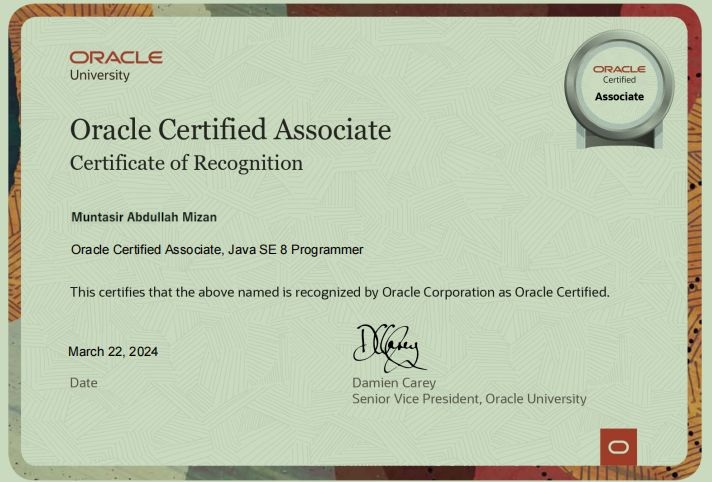 ORACLE
University
ORACLE
Certified
Associate
Oracle Certified Associate
Certificate of Recognition
Muntasir Abdullah Mizan
Oracle Certified Associate, Java SE 8 Programmer
This certifies that the above named is recognized by Oracle Corporation as Oracle Certified.
March 22, 2024
Date
DCarey
Damien Carey
Senior Vice President, Oracle University